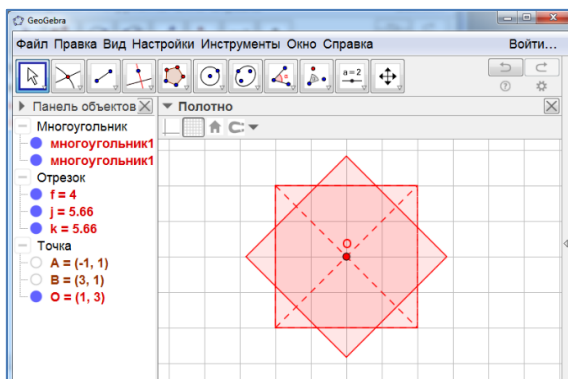 GeoGebra
Файл Правка Вид Настройки Инструменты Окно Справка Войти...
a=2
Панель объектов
Полотно
Многоугольник
многоугольник1
многоугольник1
Отрезок
f = 4
j = 5.66
k = 5.66
Точка
A = (-1, 1)
B = (3, 1)
O = (1, 3)
O